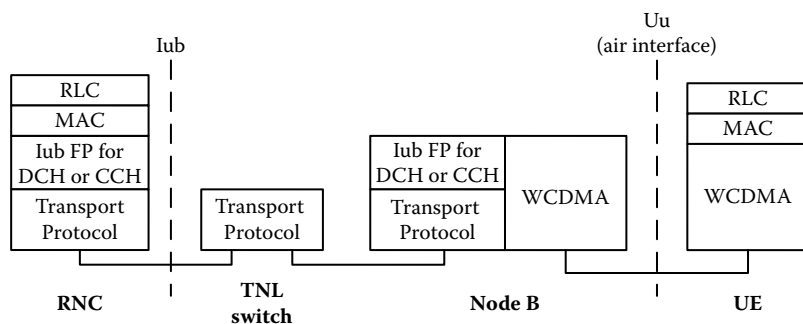 Iub
Uu
(air interface)
RLC
MAC
Iub FP for
DCH or CCH
Transport
Protocol
RNC
Transport
Protocol
TNL
switch
Iub FP for
DCH or CCH
Transport
Protocol
WCDMA
Node B
RLC
MAC
WCDMA
UE